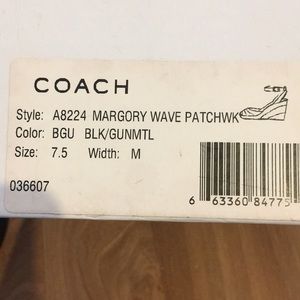 COACH
Style: A8224 MARGORY WAVE PATCHWK
Color: BGU BLK/GUNMTL
Size: 7.5 Width: M
036607
6 63360 84775